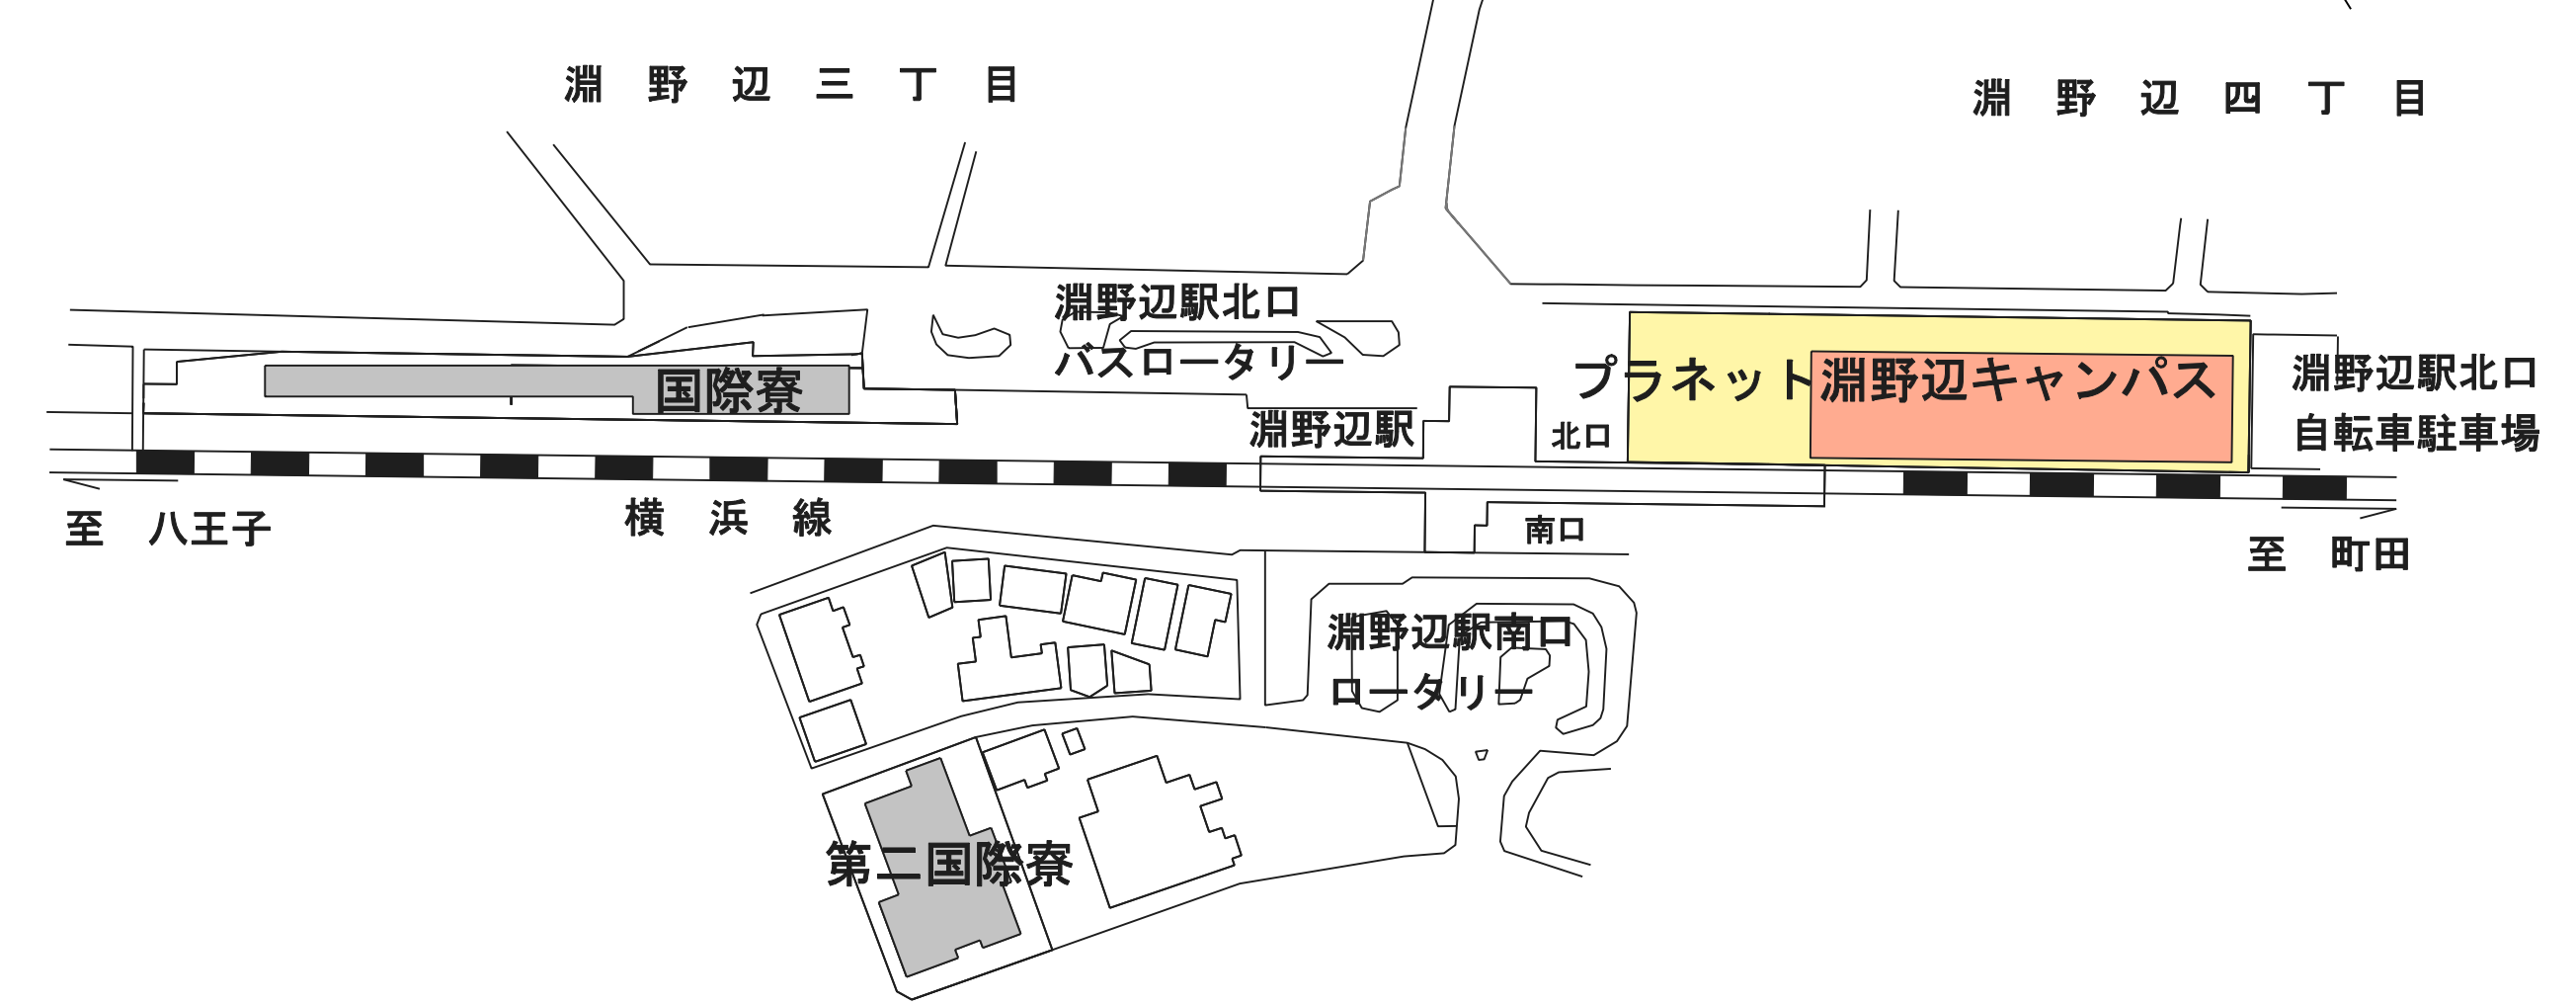 淵野辺三丁目
淵野辺四丁目
淵野辺駅北口
バスロータリー
国際寮
プラネット淵野辺キャンパス
淵野辺駅北口
自転車駐車場
淵野辺駅
北口
横浜線
至 八王子
南口
至 町田
淵野辺駅南口
ロータリー
第二国際寮